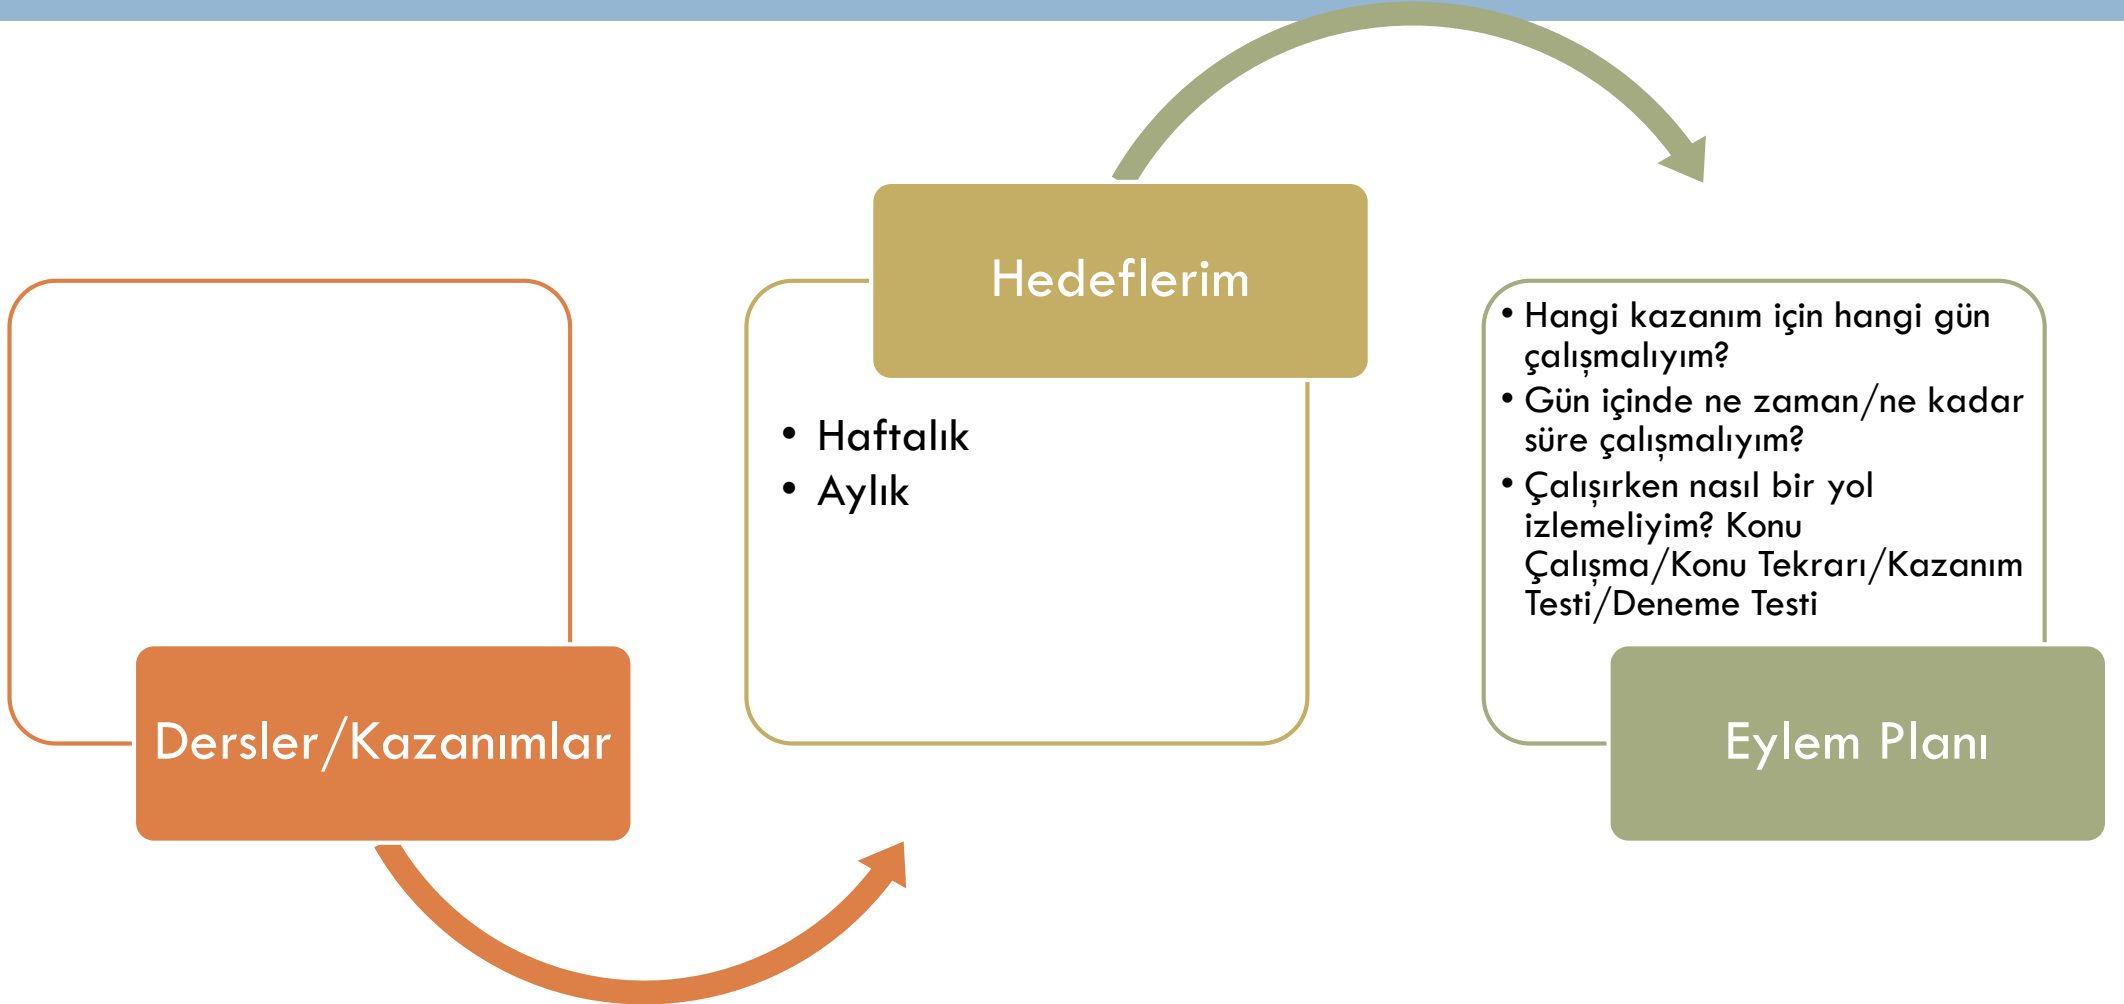 Dersler/Kazanımlar
Hedeflerim
• Haftalık
• Aylık
• Hangi kazanım için hangi gün
çalışmalıyım?
• Gün içinde ne zaman/ne kadar
süre çalışmalıyım?
• Çalışırken nasıl bir yol
izlemeliyim? Konu
Çalışma/Konu Tekrarı/Kazanım
Testi/Deneme Testi
Eylem Planı